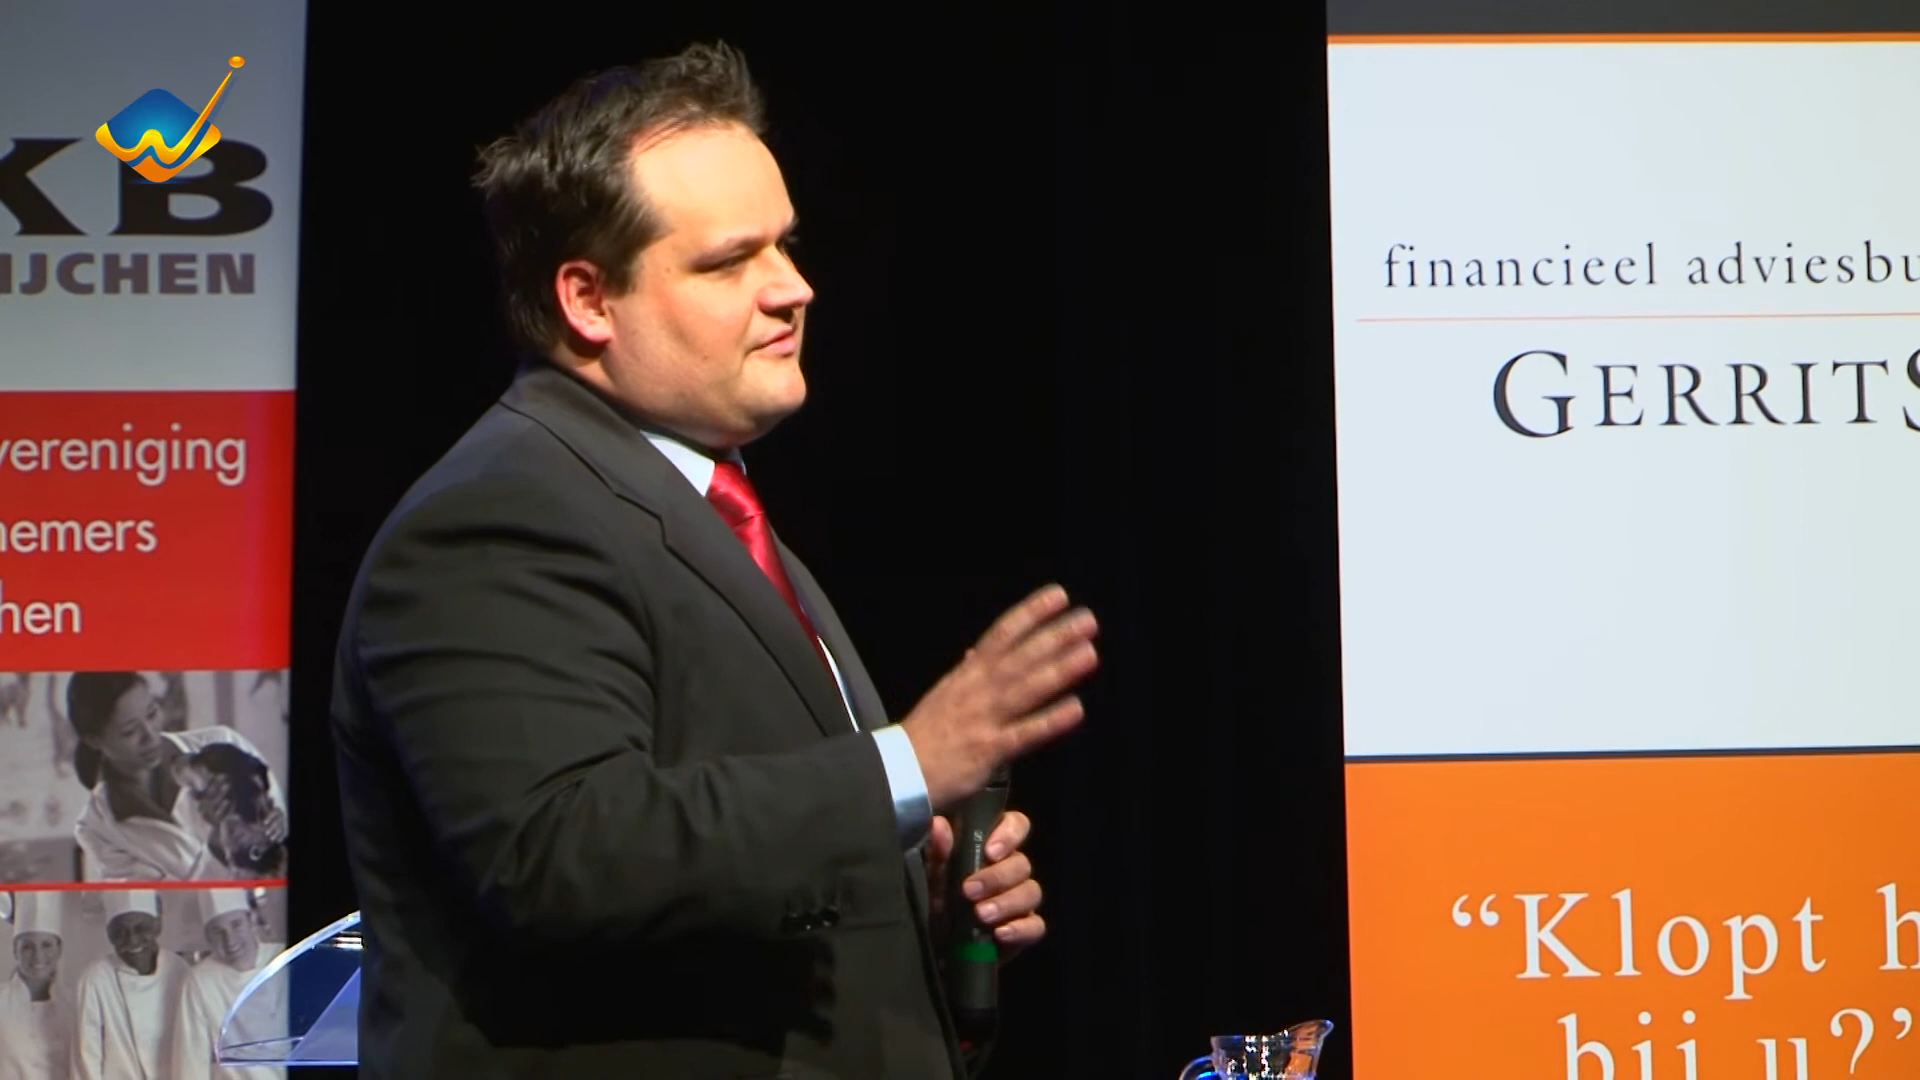 KB
IJCHEN
vereniging
nemers
hen
financieel adviesbu
GERRITS
“Klopt h
bij u?”